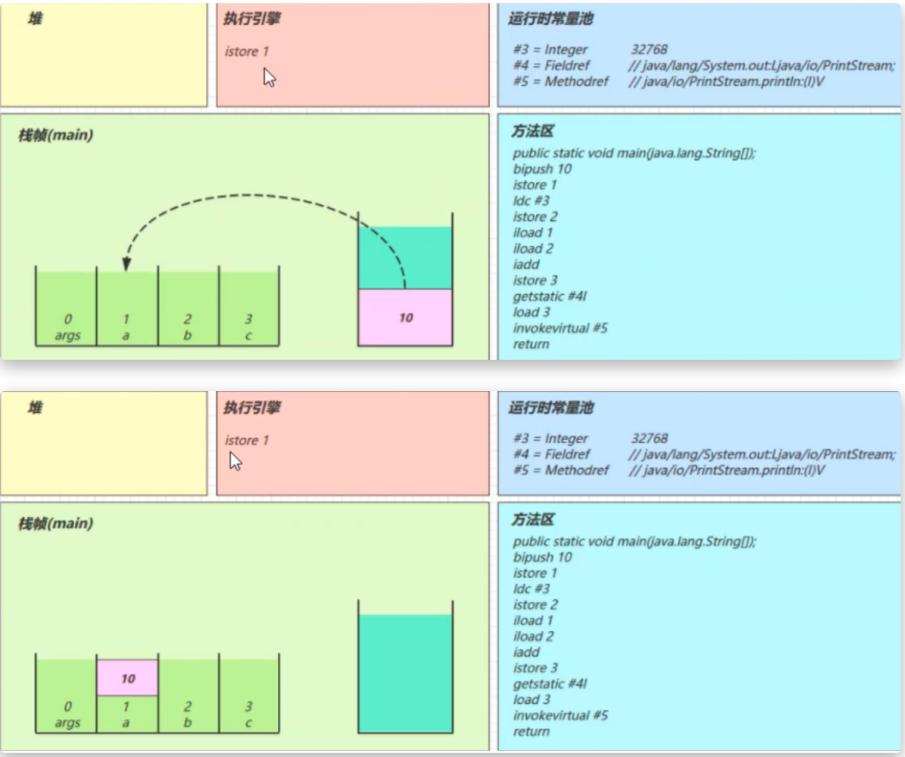 堆
执行引擎
istore 1
运行时常量池
#3 = Integer 32768
#4 = Fieldref // java/lang/System.out:Ljava/io/PrintStream;
#5 = Methodref // java/io/PrintStream.println:(I)V
栈帧(main)
10
0 1 2 3
args a b c
方法区
public static void main(java.lang.String[]);
bipush 10
istore 1
ldc #3
istore 2
iload 1
iload 2
iadd
istore 3
getstatic #4I
load 3
invokevirtual #5
return
堆
执行引擎
istore 1
运行时常量池
#3 = Integer 32768
#4 = Fieldref // java/lang/System.out:Ljava/io/PrintStream;
#5 = Methodref // java/io/PrintStream.println:(I)V
栈帧(main)
10
0 1 2 3
args a b c
方法区
public static void main(java.lang.String[]);
bipush 10
istore 1
ldc #3
istore 2
iload 1
iload 2
iadd
istore 3
getstatic #4I
load 3
invokevirtual #5
return